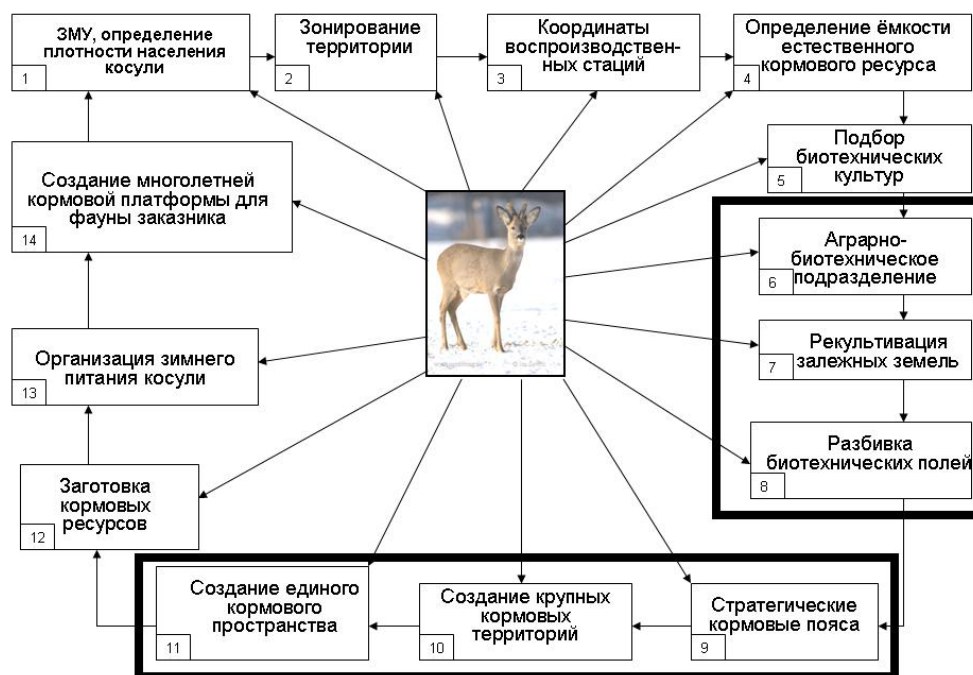 ЗМУ, определение
плотности населения
косули
1
Зонирование
территории
2
Координаты
воспроизводствен-
ных стаций
3
Определение ёмкости
естественного
кормового ресурса
4
Подбор
биотехнических
культур
5
Аграрно-
биотехническое
подразделение
6
Рекультивация
залежных земель
7
Разбивка
биотехнических полей
8
Стратегические
кормовые пояса
9
Создание крупных
кормовых
территорий
10
Создание единого
кормового
пространства
11
Заготовка
кормовых
ресурсов
12
Организация зимнего
питания косули
13
Создание многолетней
кормовой платформы для
фауны заказника
14